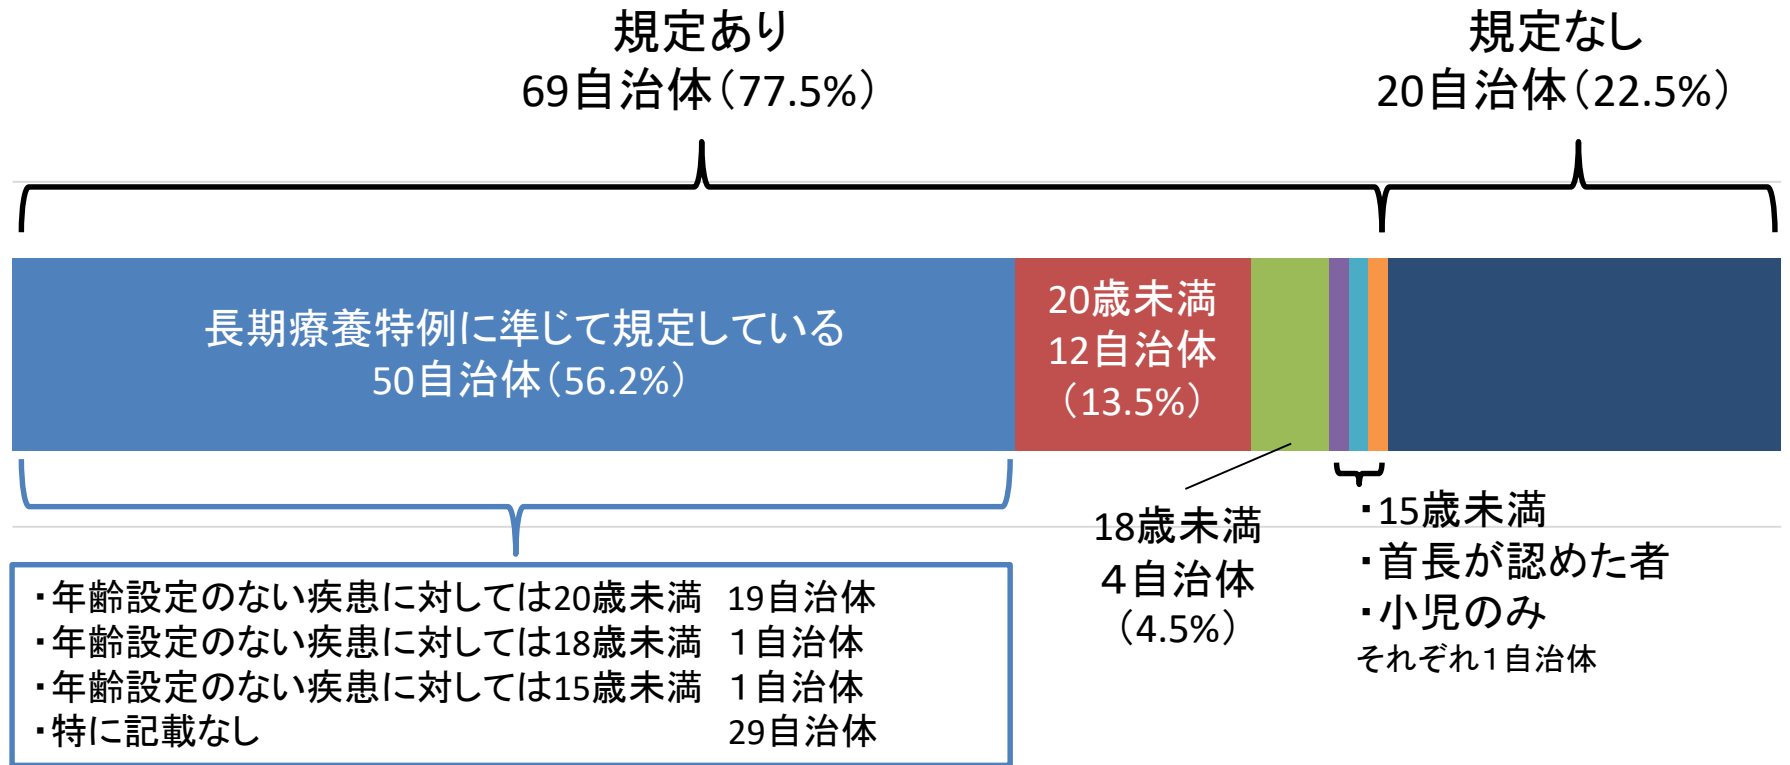 規定あり
69自治体（77.5%）
規定なし
20自治体（22.5%）
長期療養特例に準じて規定している
50自治体（56.2%）
20歳未満
12自治体
（13.5%）
18歳未満
４自治体
（4.5%）
・15歳未満
・首長が認めた者
・小児のみ
それぞれ１自治体
・年齢設定のない疾患に対しては20歳未満　19自治体
・年齢設定のない疾患に対しては18歳未満　１自治体
・年齢設定のない疾患に対しては15歳未満　１自治体
・特に記載なし　29自治体